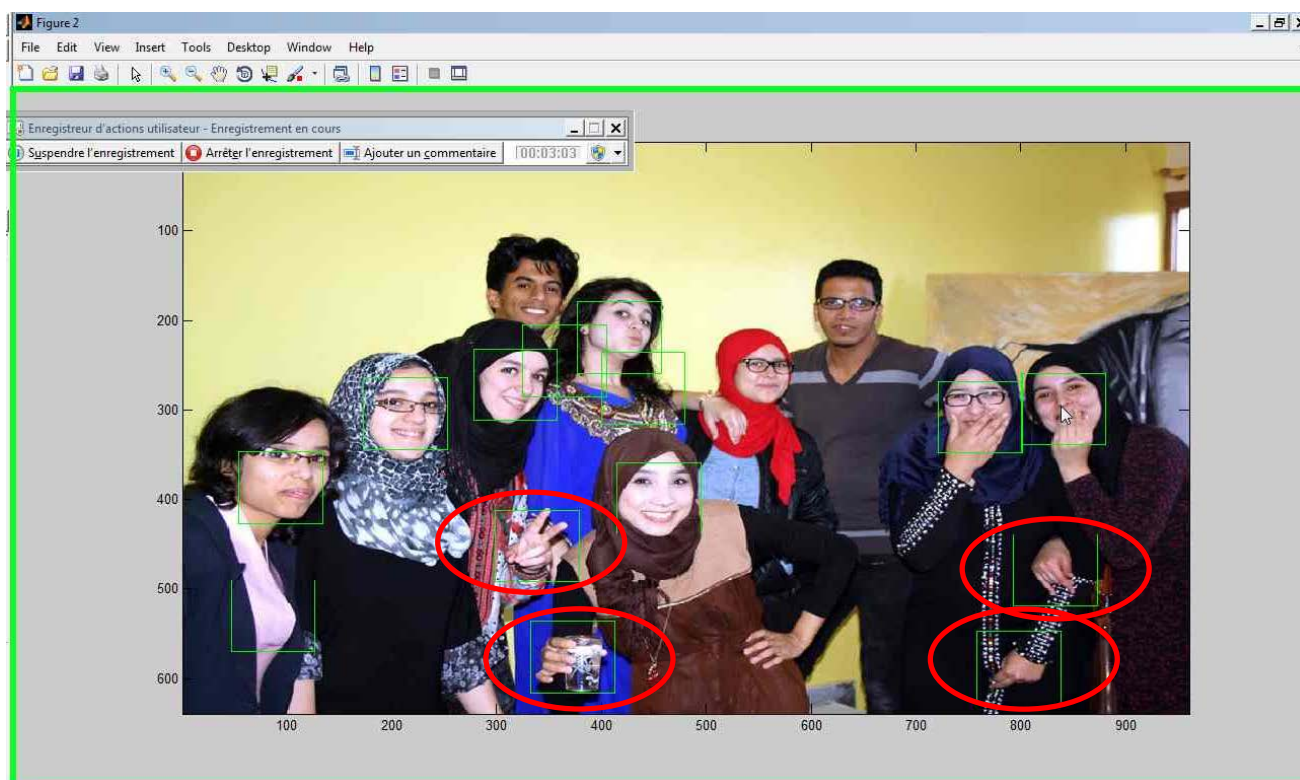 Figure 2
File Edit View Insert Tools Desktop Window Help
Enregistreur d'actions utilisateur - Enregistrement en cours
Suspendre l'enregistrement Arrêter l'enregistrement Ajouter un commentaire 00:03:03
100
200
300
400
500
600
100 200 300 400 500 600 700 800 900